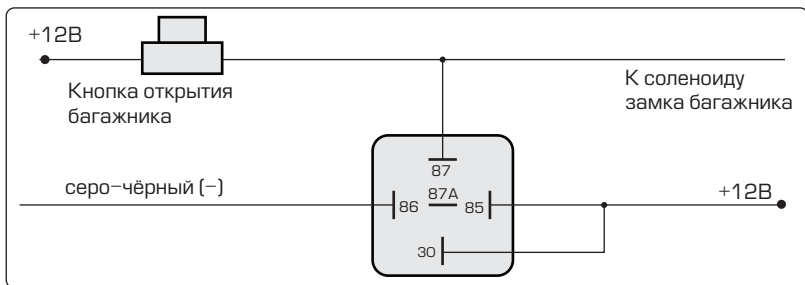 +12В
Кнопка открытия
багажника
К соленоиду
замка багажника
87
серо-чёрный (-)
86
87А
85
+12В
30